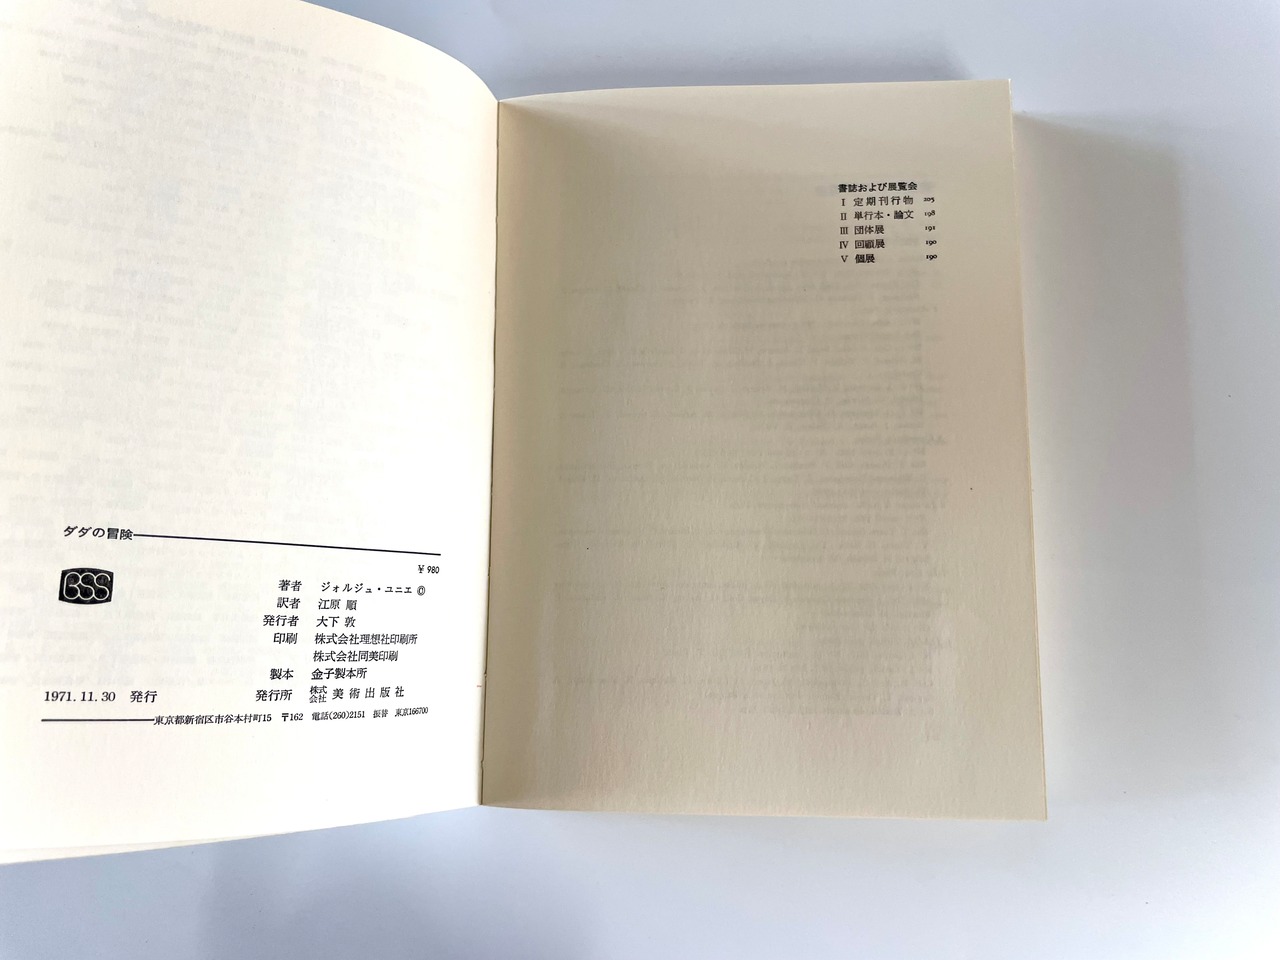 ダダの冒険
¥ 980
BSS
著者 ジョルジュ・ユニエ ©
訳者 江原 順
発行者 大下 敦
印刷 株式会社理想社印刷所
株式会社同美印刷
製本 金子製本所
1971.11.30 発行 発行所 株式会社 美術出版社
東京都新宿区市谷本村町15 〒162 電話(260)2151 振替 東京166700
書誌および展覧会
I 定期刊行物 205
II 単行本・論文 198
III 団体展 191
IV 回顧展 190
V 個展 190